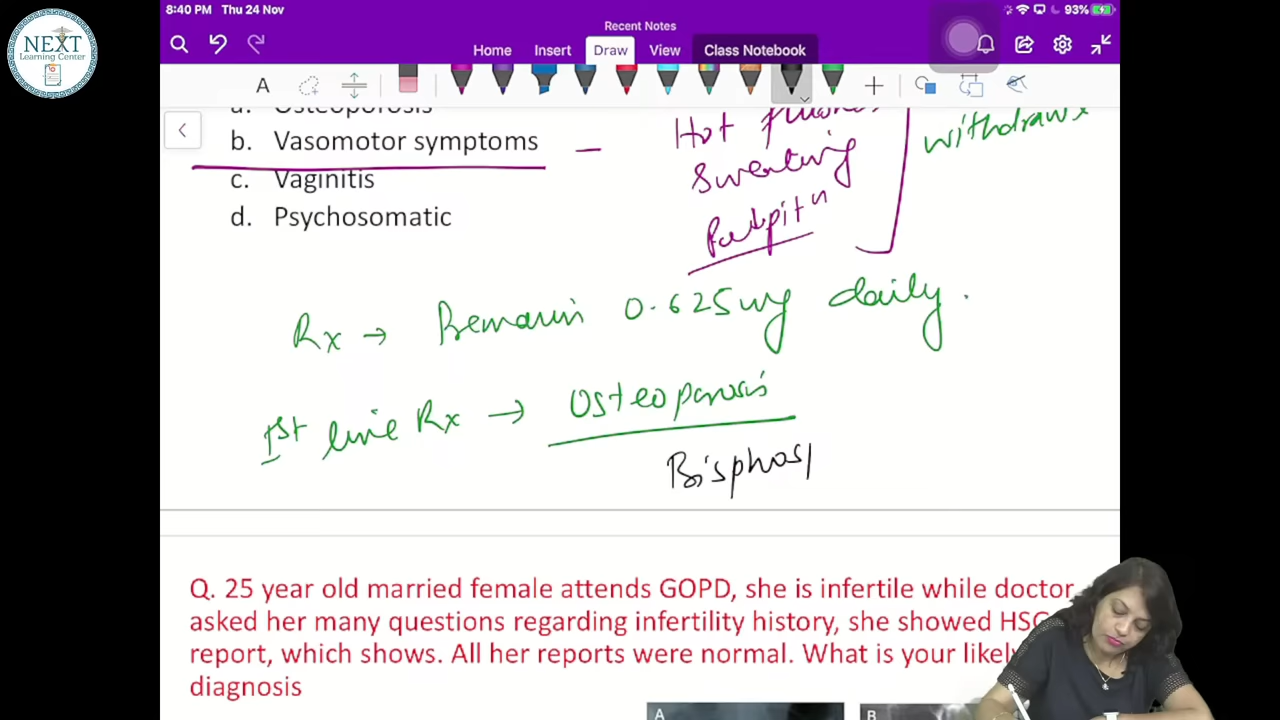 8:40 PM Thu 24 Nov
93%
Recent Notes
NEXT
Learning Center
Home Insert Draw View Class Notebook
A
a. Osteoporosis
b. Vasomotor symptoms –
c. Vaginitis
d. Psychosomatic
Hot flushes
Sweating
Palpitⁿ
withdraw
Rx → Premarin 0.625mg daily.
1st line Rx → Osteoporosis
Bisphosp
Q. 25 year old married female attends GOPD, she is infertile while doctor
asked her many questions regarding infertility history, she showed HSG
report, which shows. All her reports were normal. What is your likely
diagnosis
A
B